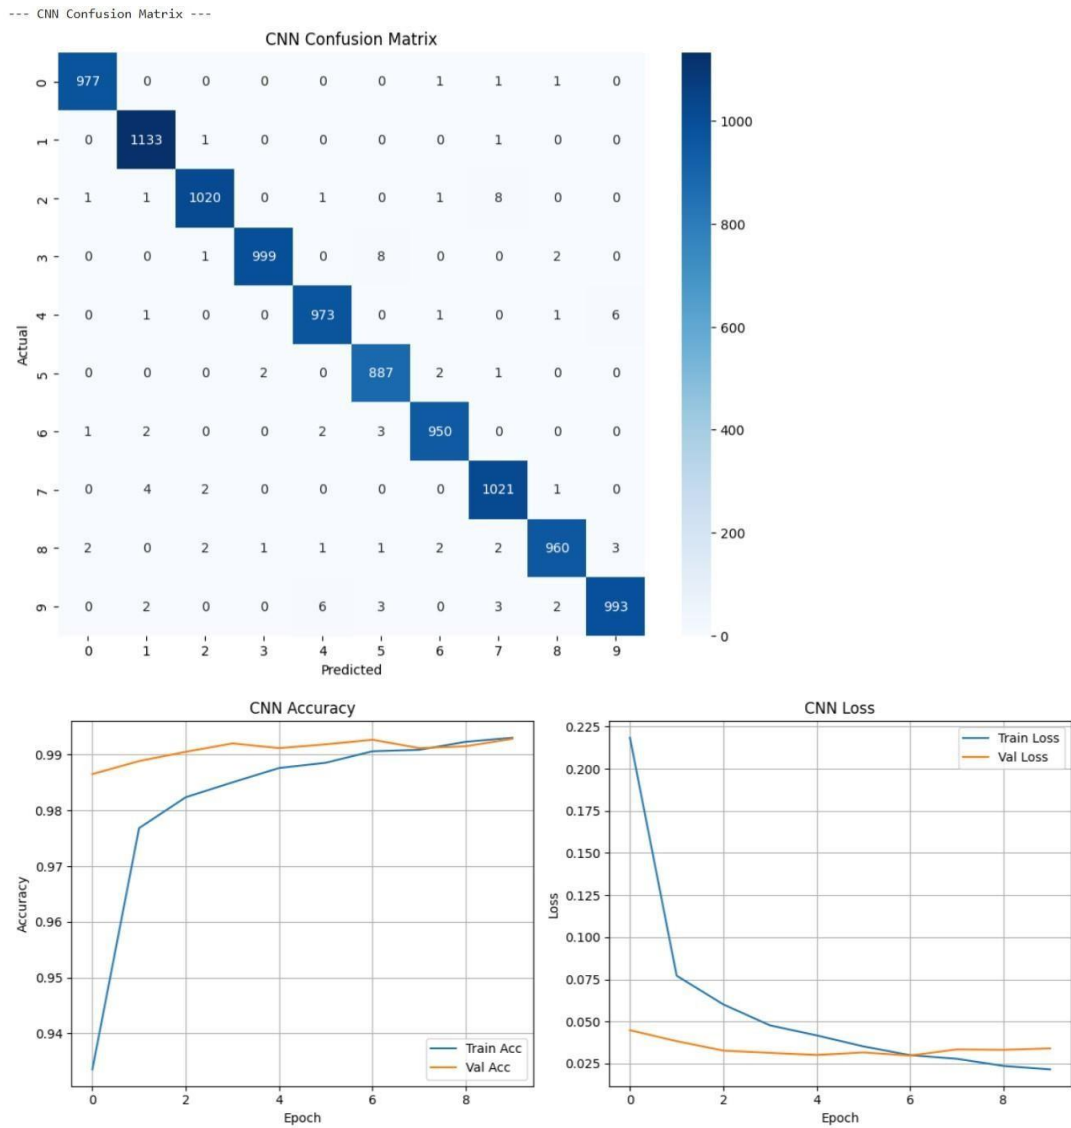 --- CNN Confusion Matrix ---
CNN Confusion Matrix
0 977 0 0 0 0 0 1 1 1 0
1 0 1133 1 0 0 0 0 1 0 0
2 1 1 1020 0 1 0 1 8 0 0
3 0 0 1 999 0 8 0 0 2 0
4 0 1 0 0 973 0 1 0 1 6
5 0 0 0 2 0 887 2 1 0 0
6 1 2 0 0 2 3 950 0 0 0
7 0 4 2 0 0 0 0 1021 1 0
8 2 0 2 1 1 1 2 2 960 3
9 0 2 0 0 6 3 0 3 2 993
Actual
0 1 2 3 4 5 6 7 8 9
Predicted
1000
800
600
400
200
0
CNN Accuracy
0.99
0.98
0.97
0.96
0.95
0.94
Accuracy
Train Acc
Val Acc
0 2 4 6 8
Epoch
CNN Loss
0.225
0.200
0.175
0.150
0.125
0.100
0.075
0.050
0.025
Loss
Train Loss
Val Loss
0 2 4 6 8
Epoch